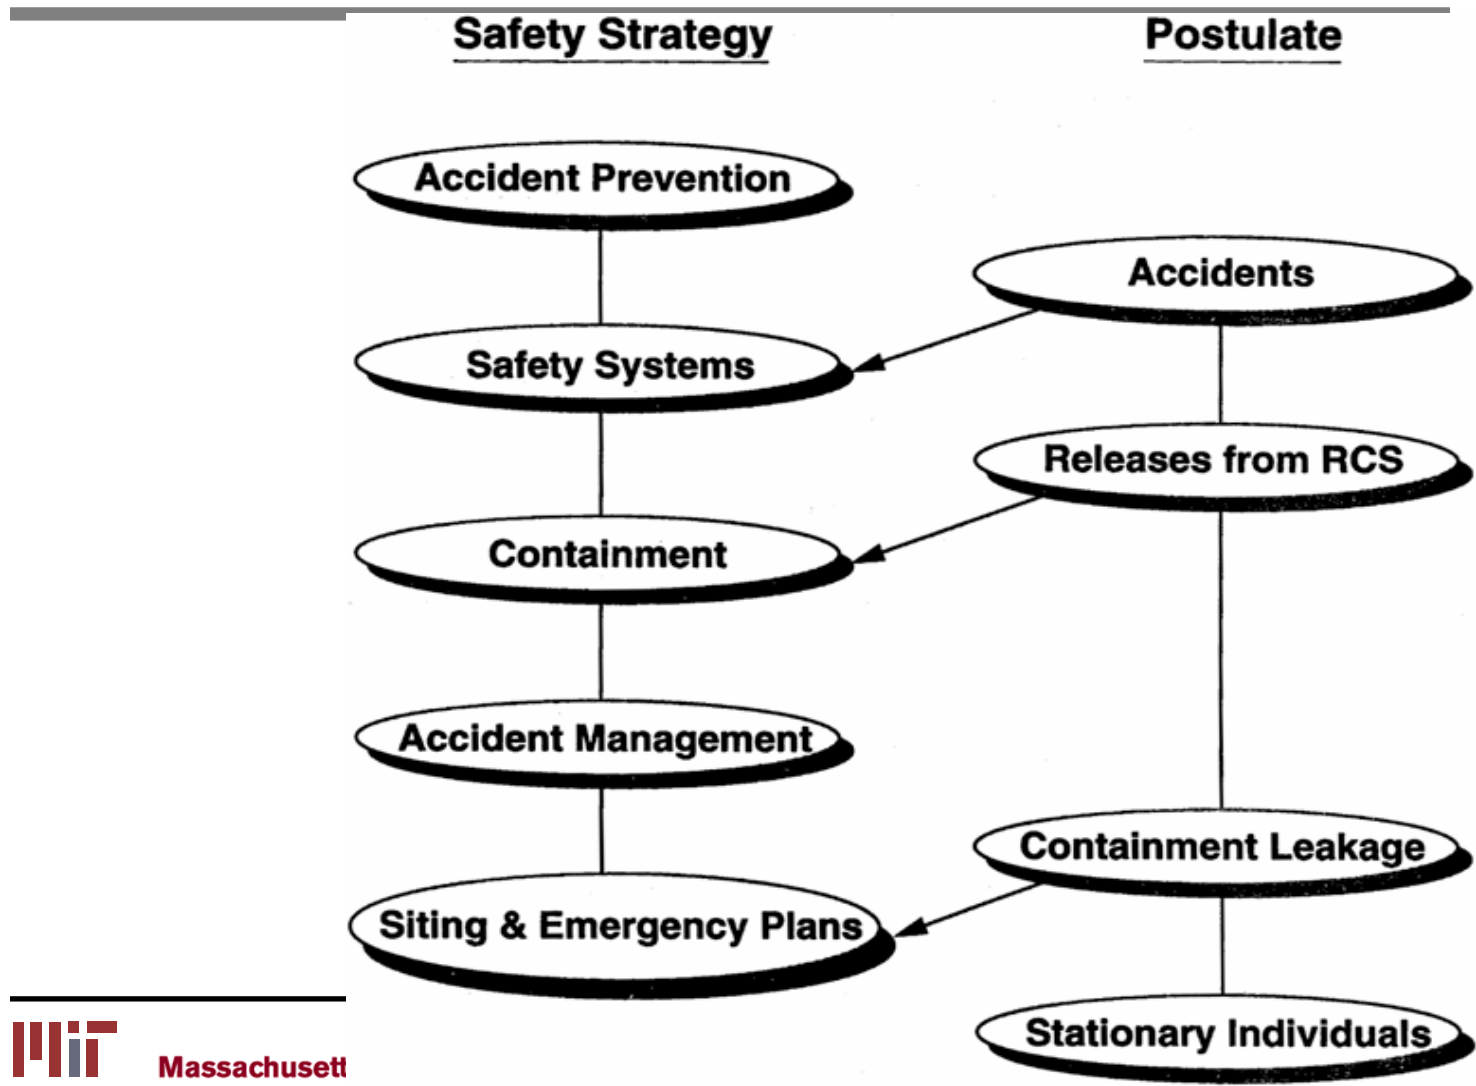 Safety Strategy
Postulate
Accident Prevention
Accidents
Safety Systems
Releases from RCS
Containment
Accident Management
Containment Leakage
Siting & Emergency Plans
Stationary Individuals
MIT
Massachusett